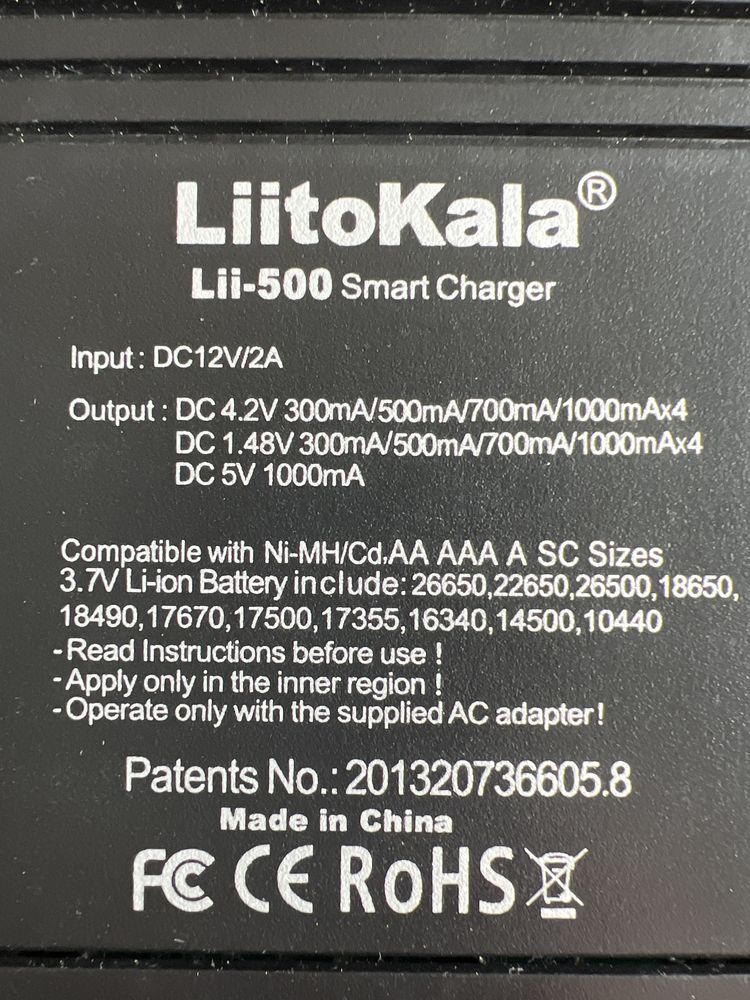 LiitoKala®
Lii-500 Smart Charger
Input : DC12V/2A
Output : DC 4.2V 300mA/500mA/700mA/1000mAx4
DC 1.48V 300mA/500mA/700mA/1000mAx4
DC 5V 1000mA
Compatible with Ni-MH/Cd,AA AAA A SC Sizes
3.7V Li-ion Battery include: 26650,22650,26500,18650,
18490,17670,17500,17355,16340,14500,10440
-Read Instructions before use !
-Apply only in the inner region !
-Operate only with the supplied AC adapter!
Patents No.: 201320736605.8
Made in China
FC CE RoHS